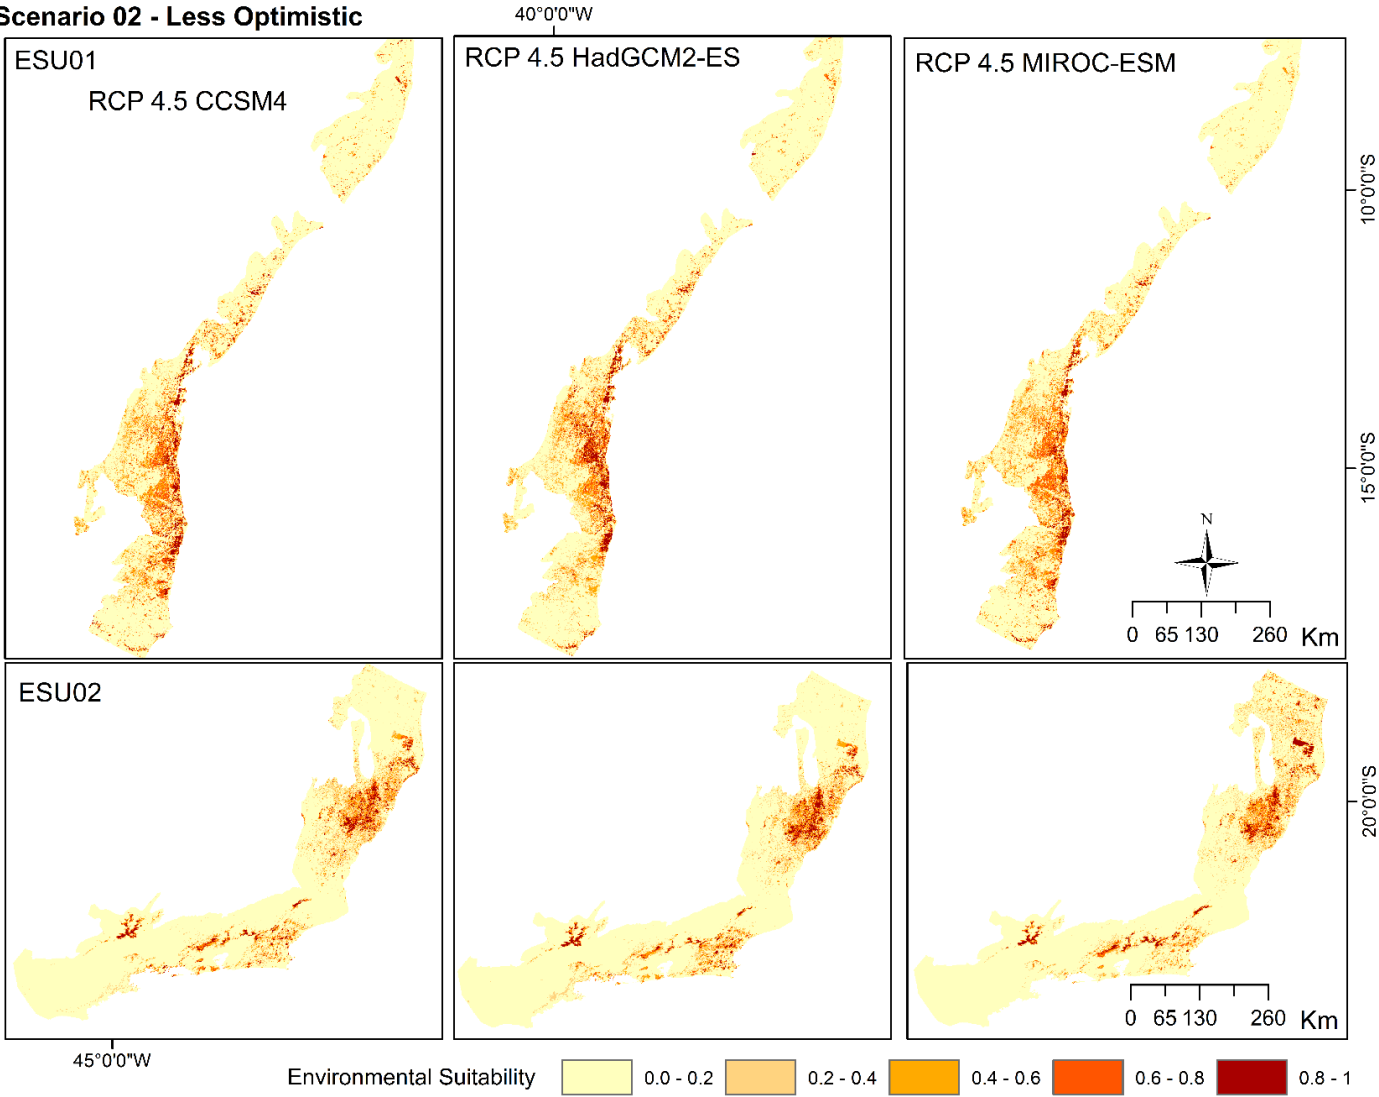 Scenario 02 - Less Optimistic
40°0'0"W
ESU01
RCP 4.5 CCSM4
RCP 4.5 HadGCM2-ES
RCP 4.5 MIROC-ESM
10°0'0"S
15°0'0"S
N
0 65 130 260 Km
ESU02
20°0'0"S
0 65 130 260 Km
45°0'0"W
Environmental Suitability 0.0 - 0.2 0.2 - 0.4 0.4 - 0.6 0.6 - 0.8 0.8 - 1